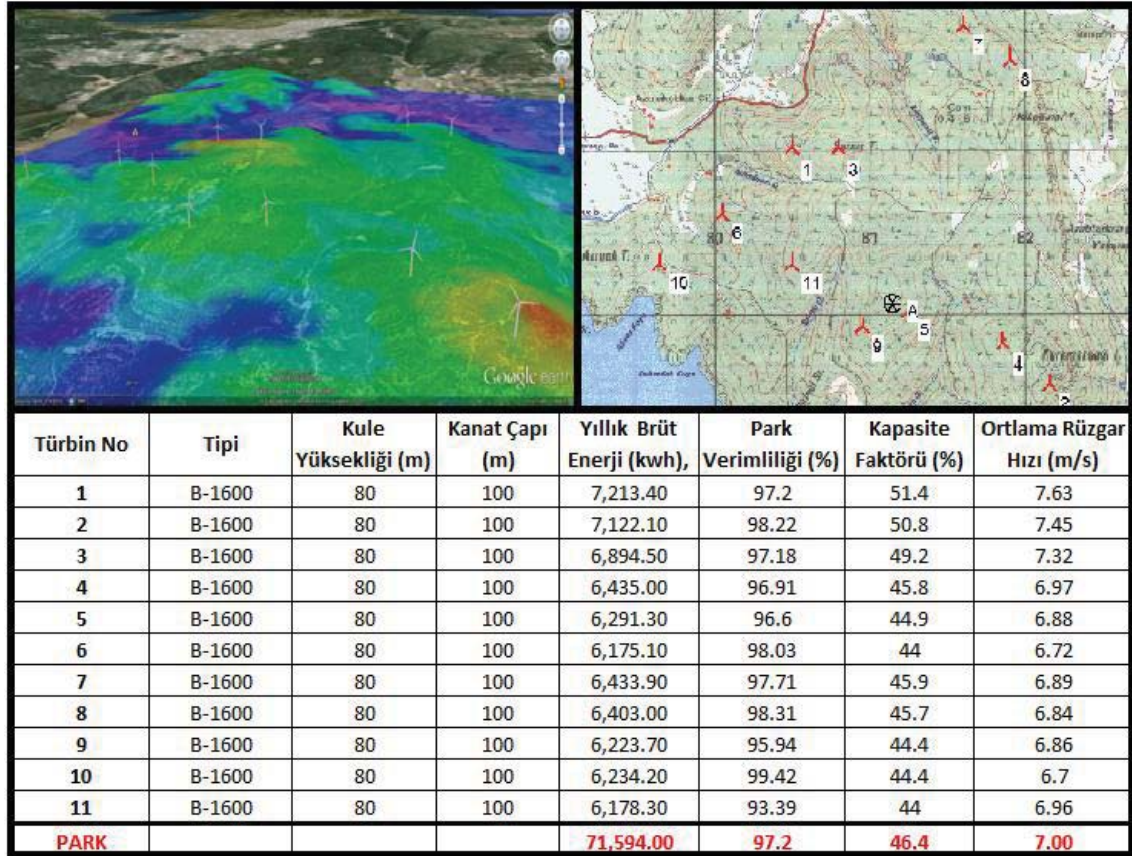 Google earth
A
7
8
1
3
6
80
81
82
10
11
A
5
9
4
2
Türbin No Tipi Kule Yüksekliği (m) Kanat Çapı (m) Yıllık Brüt Enerji (kwh), Park Verimliliği (%) Kapasite Faktörü (%) Ortlama Rüzgar Hızı (m/s)
1 B-1600 80 100 7,213.40 97.2 51.4 7.63
2 B-1600 80 100 7,122.10 98.22 50.8 7.45
3 B-1600 80 100 6,894.50 97.18 49.2 7.32
4 B-1600 80 100 6,435.00 96.91 45.8 6.97
5 B-1600 80 100 6,291.30 96.6 44.9 6.88
6 B-1600 80 100 6,175.10 98.03 44 6.72
7 B-1600 80 100 6,433.90 97.71 45.9 6.89
8 B-1600 80 100 6,403.00 98.31 45.7 6.84
9 B-1600 80 100 6,223.70 95.94 44.4 6.86
10 B-1600 80 100 6,234.20 99.42 44.4 6.7
11 B-1600 80 100 6,178.30 93.39 44 6.96
PARK 71,594.00 97.2 46.4 7.00